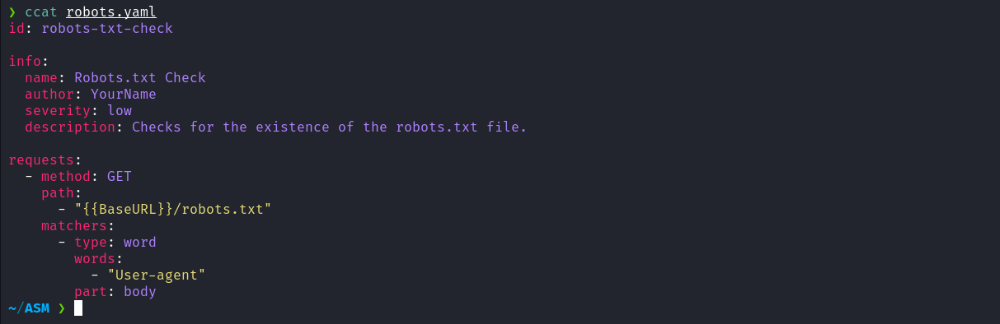 ❯ ccat robots.yaml
id: robots-txt-check

info:
  name: Robots.txt Check
  author: YourName
  severity: low
  description: Checks for the existence of the robots.txt file.

requests:
  - method: GET
    path:
      - "{{BaseURL}}/robots.txt"
    matchers:
      - type: word
        words:
          - "User-agent"
        part: body
~/ASM ❯